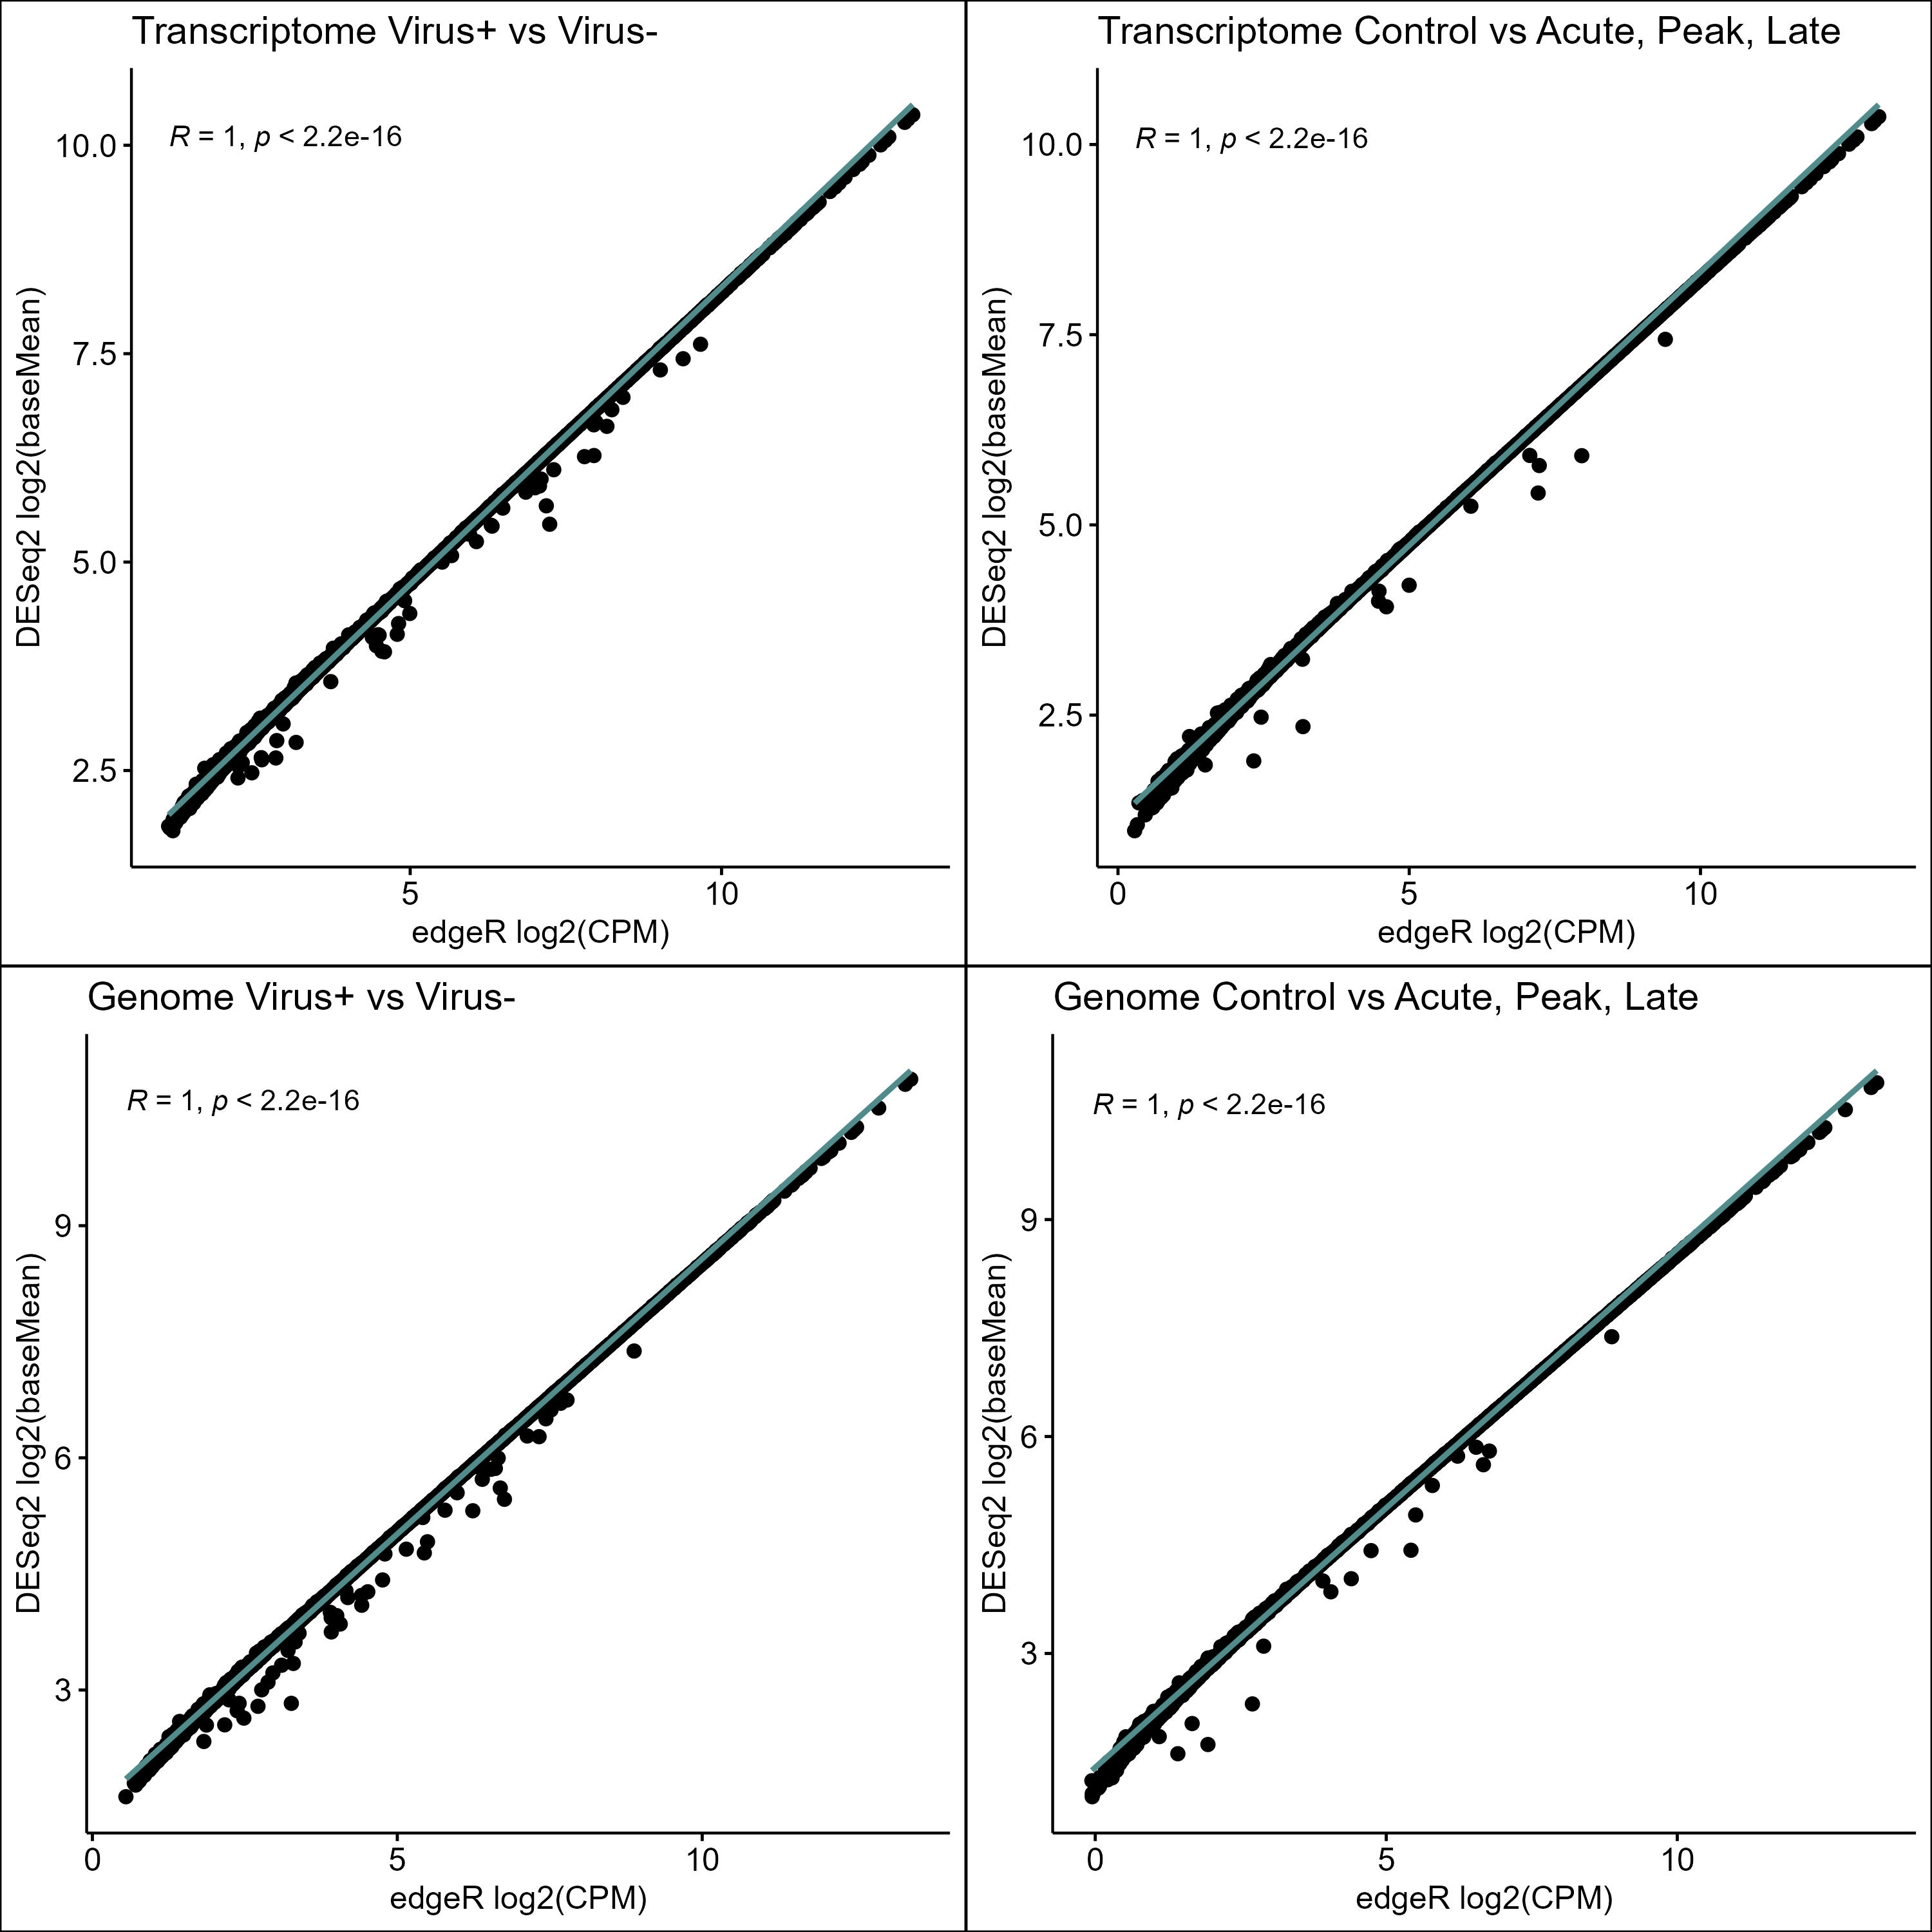 Transcriptome Virus+ vs Virus-
R = 1, p < 2.2e-16
10.0
7.5
5.0
2.5
DESeq2 log2(baseMean)
5 10
edgeR log2(CPM)
Transcriptome Control vs Acute, Peak, Late
R = 1, p < 2.2e-16
10.0
7.5
5.0
2.5
DESeq2 log2(baseMean)
0 5 10
edgeR log2(CPM)
Genome Virus+ vs Virus-
R = 1, p < 2.2e-16
9
6
3
DESeq2 log2(baseMean)
0 5 10
edgeR log2(CPM)
Genome Control vs Acute, Peak, Late
R = 1, p < 2.2e-16
9
6
3
DESeq2 log2(baseMean)
0 5 10
edgeR log2(CPM)